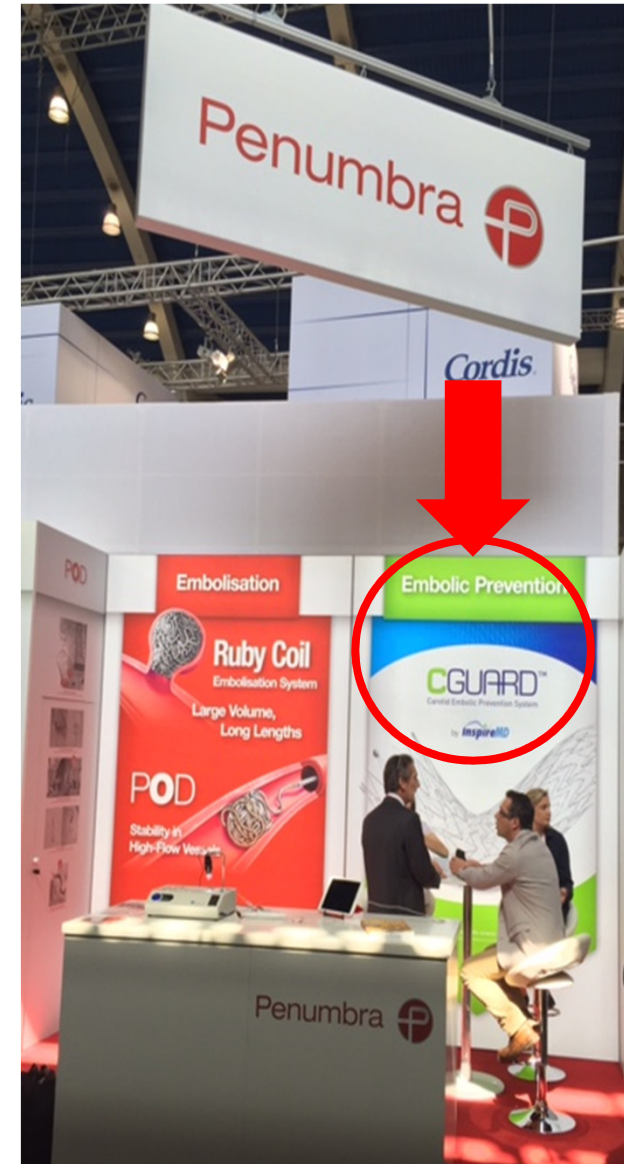 Penumbra
Cordis
POD
Embolisation
Ruby Coil
Embolisation System
Large Volume,
Long Lengths
POD
Stability in
High-Flow Vessels
Embolic Prevention
CGUARD™
Carotid Embolic Prevention System
by InspireMD
Penumbra